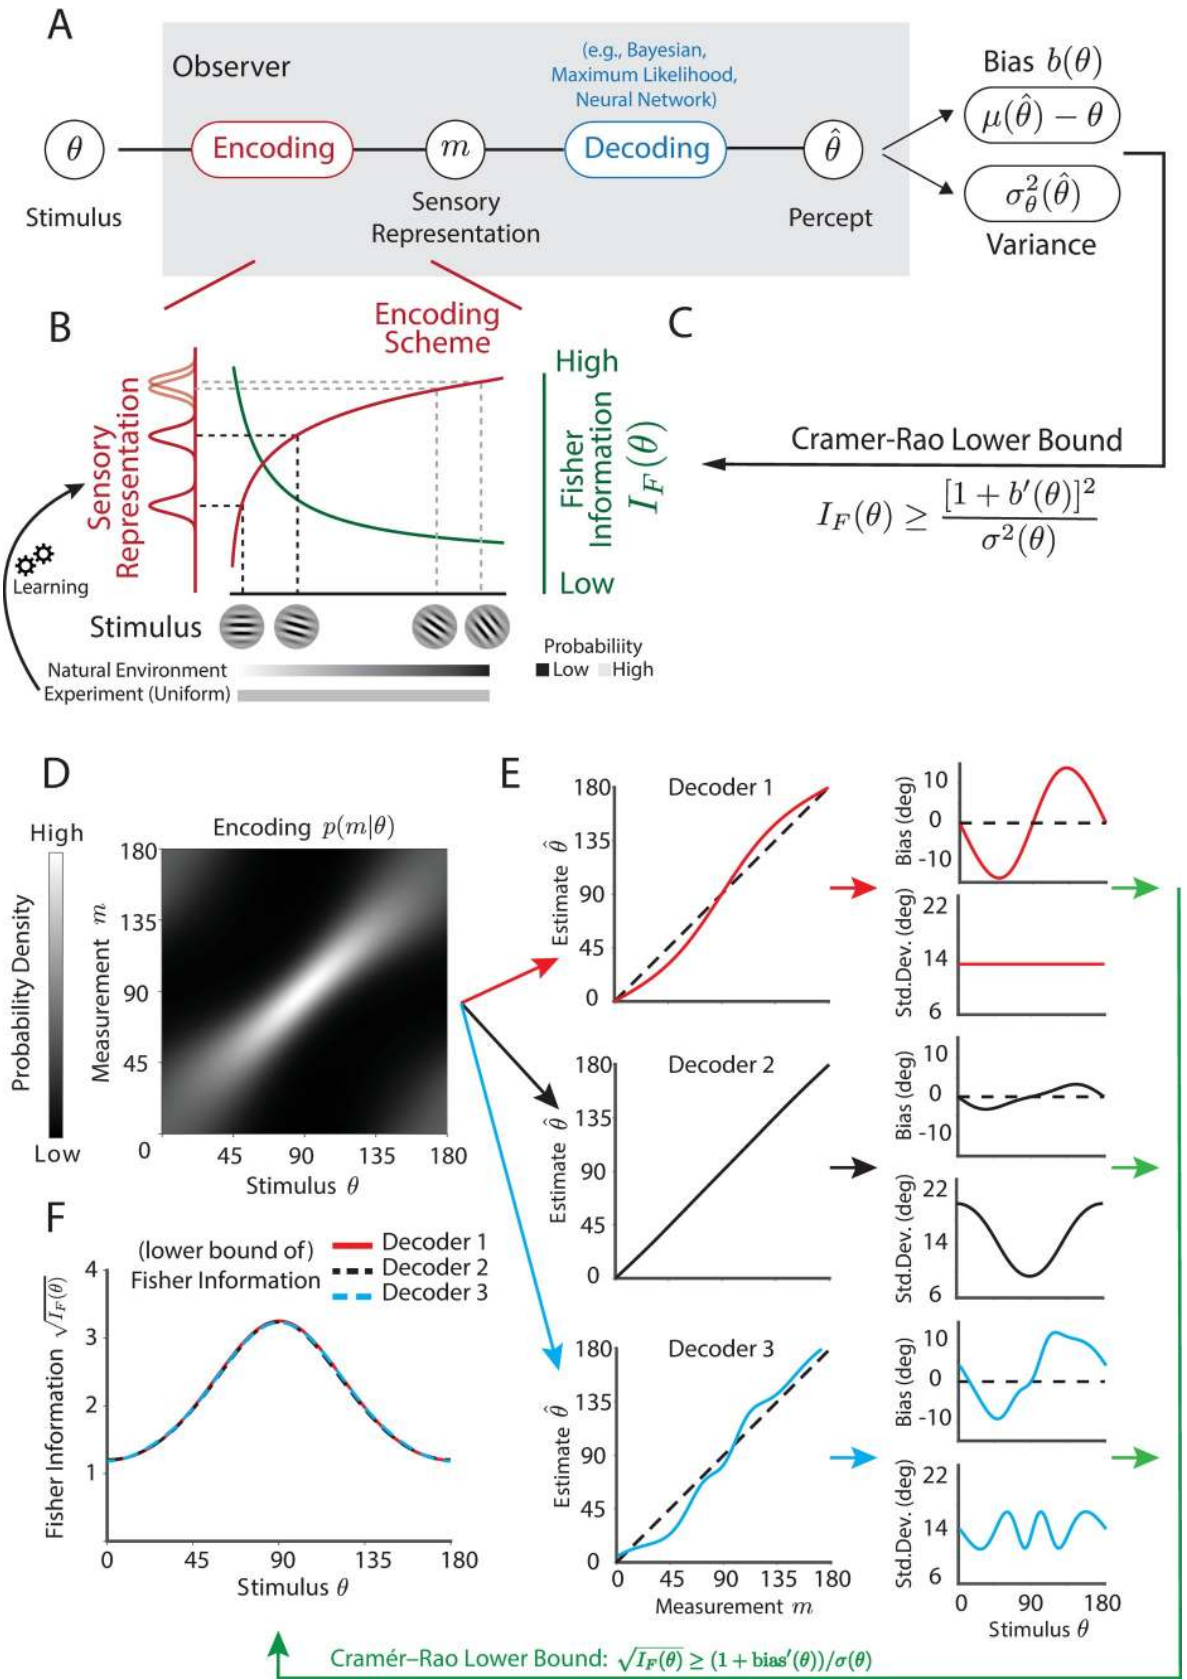 A
Observer
(e.g., Bayesian,
Maximum Likelihood,
Neural Network)
Bias b(θ)
θ
Encoding
m
Decoding
θ̂
μ(θ̂) − θ
σ²_θ(θ̂)
Stimulus
Sensory
Representation
Percept
Variance
B
Encoding
Scheme
C
Sensory
Representation
High
Fisher
Information
I_F(θ)
Low
Cramer-Rao Lower Bound
I_F(θ) ≥ [1 + b′(θ)]² / σ²(θ)
Learning
Stimulus
Natural Environment
Experiment (Uniform)
Probabiliity
Low High
D
High
Low
Probability Density
Encoding p(m|θ)
Measurement m
180
135
90
45
0
45 90 135 180
Stimulus θ
E
Decoder 1
Estimate θ̂
180
135
90
45
0
Bias (deg)
10
0
-10
Std.Dev. (deg)
22
14
6
Decoder 2
Estimate θ̂
180
135
90
45
0
Bias (deg)
10
0
-10
Std.Dev. (deg)
22
14
6
Decoder 3
Estimate θ̂
180
135
90
45
0
0 45 90 135 180
Measurement m
Bias (deg)
10
0
-10
Std.Dev. (deg)
22
14
6
0 90 180
Stimulus θ
F
(lower bound of)
Fisher Information
Decoder 1
Decoder 2
Decoder 3
Fisher Information √I_F(θ)
4
3
2
1
0 45 90 135 180
Stimulus θ
Cramér–Rao Lower Bound: √I_F(θ) ≥ (1 + bias′(θ))/σ(θ)